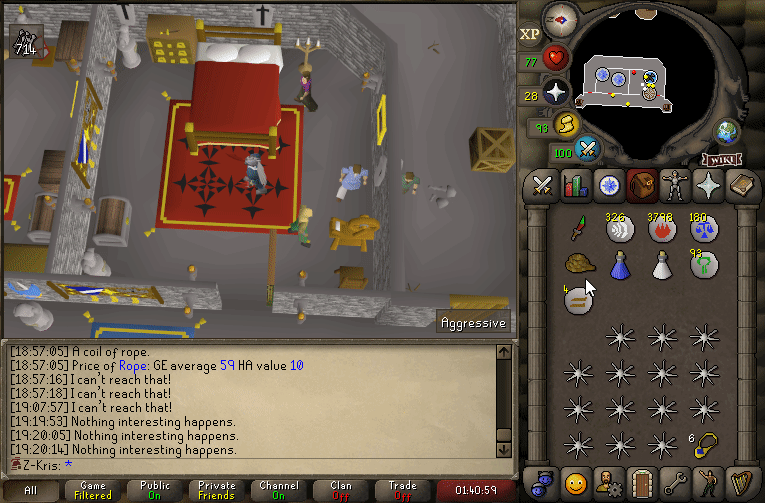 714
XP
77
28
93
100
WIKI
326
3798
180
93
4
6
Aggressive
[18:57:05] A coil of rope.
[18:57:05] Price of Rope: GE average 59 HA value 10
[18:57:16] I can't reach that!
[18:57:18] I can't reach that!
[19:07:57] I can't reach that!
[19:19:53] Nothing interesting happens.
[19:20:05] Nothing interesting happens.
[19:20:14] Nothing interesting happens.
Z-Kris: *
All
Game
Filtered
Public
On
Private
Friends
Channel
On
Clan
Off
Trade
Off
01:40:59